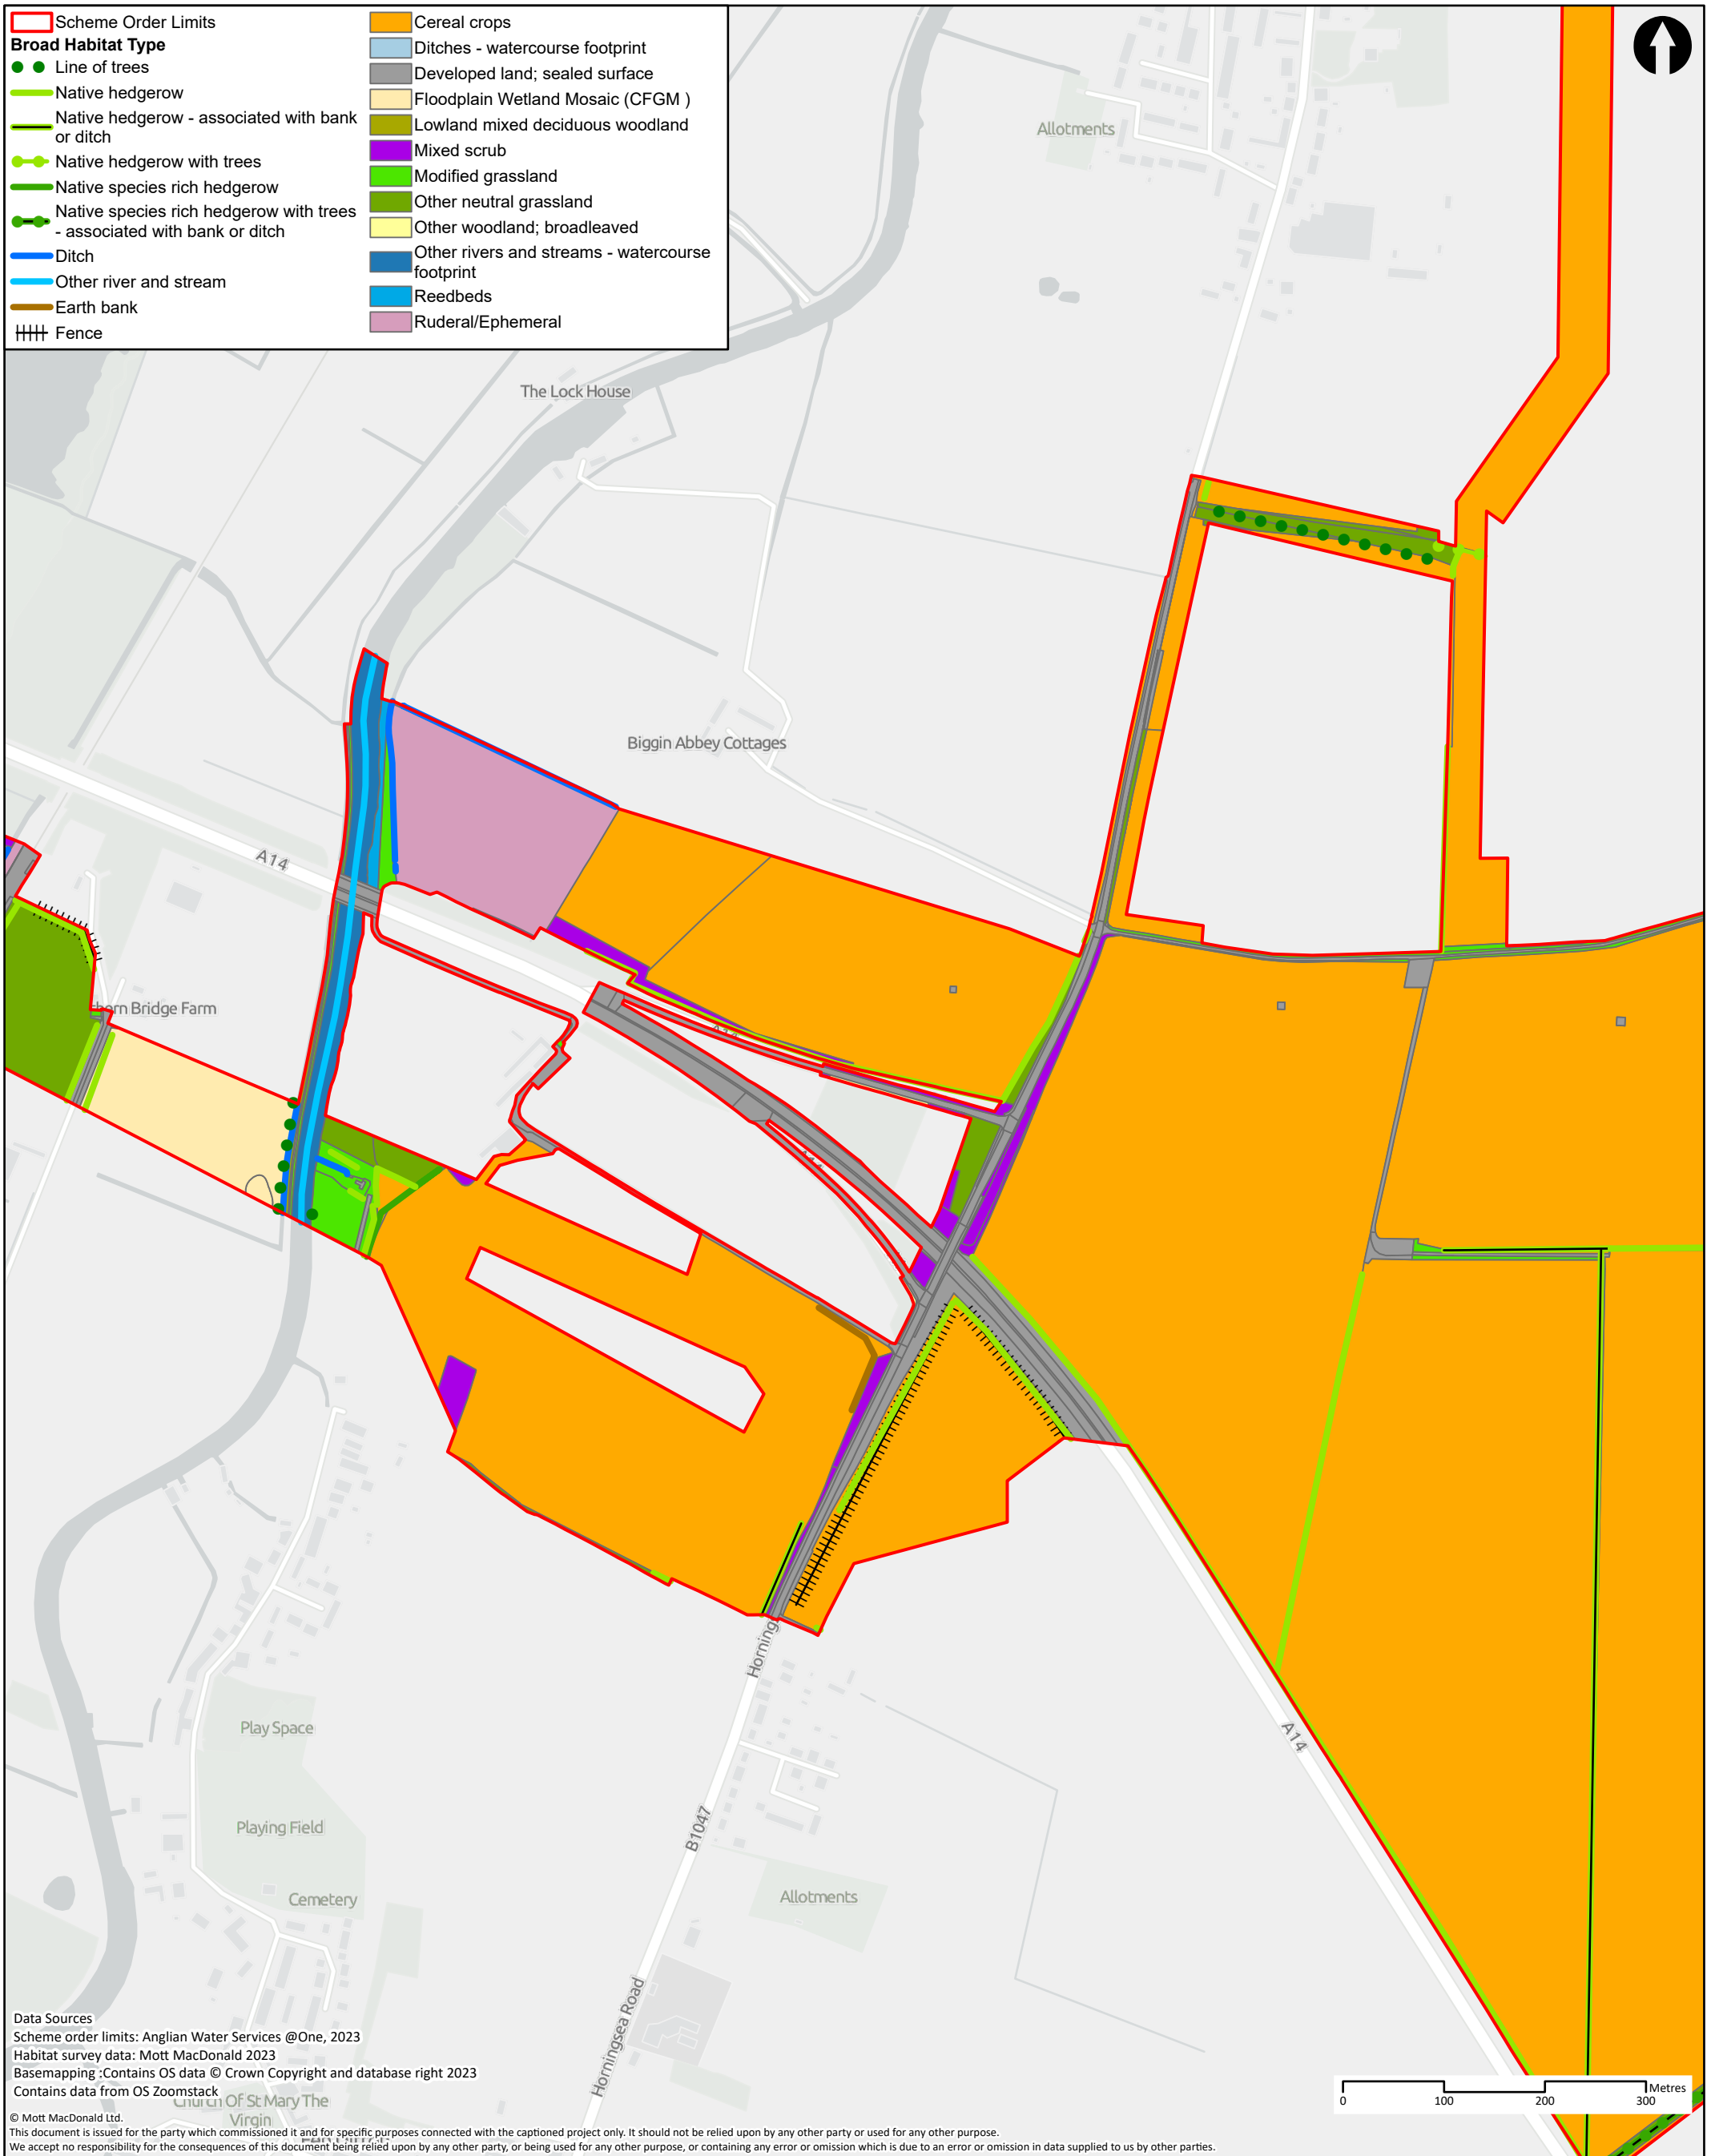 Scheme Order Limits
Broad Habitat Type
Line of trees
Native hedgerow
Native hedgerow - associated with bank
or ditch
Native hedgerow with trees
Native species rich hedgerow
Native species rich hedgerow with trees
- associated with bank or ditch
Ditch
Other river and stream
Earth bank
Fence
Cereal crops
Ditches - watercourse footprint
Developed land; sealed surface
Floodplain Wetland Mosaic (CFGM )
Lowland mixed deciduous woodland
Mixed scrub
Modified grassland
Other neutral grassland
Other woodland; broadleaved
Other rivers and streams - watercourse
footprint
Reedbeds
Ruderal/Ephemeral
Allotments
The Lock House
Biggin Abbey Cottages
A14
Bridge Farm
Hornings
Play Space
A14
Playing Field
B1047
Cemetery
Allotments
Horningsea Road
Data Sources
Scheme order limits: Anglian Water Services @One, 2023
Habitat survey data: Mott MacDonald 2023
Basemapping :Contains OS data © Crown Copyright and database right 2023
Contains data from OS Zoomstack
Church Of St Mary The
Virgin
0 100 200 300 Metres
© Mott MacDonald Ltd.
This document is issued for the party which commissioned it and for specific purposes connected with the captioned project only. It should not be relied upon by any other party or used for any other purpose.
We accept no responsibility for the consequences of this document being relied upon by any other party, or being used for any other purpose, or containing any error or omission which is due to an error or omission in data supplied to us by other parties.